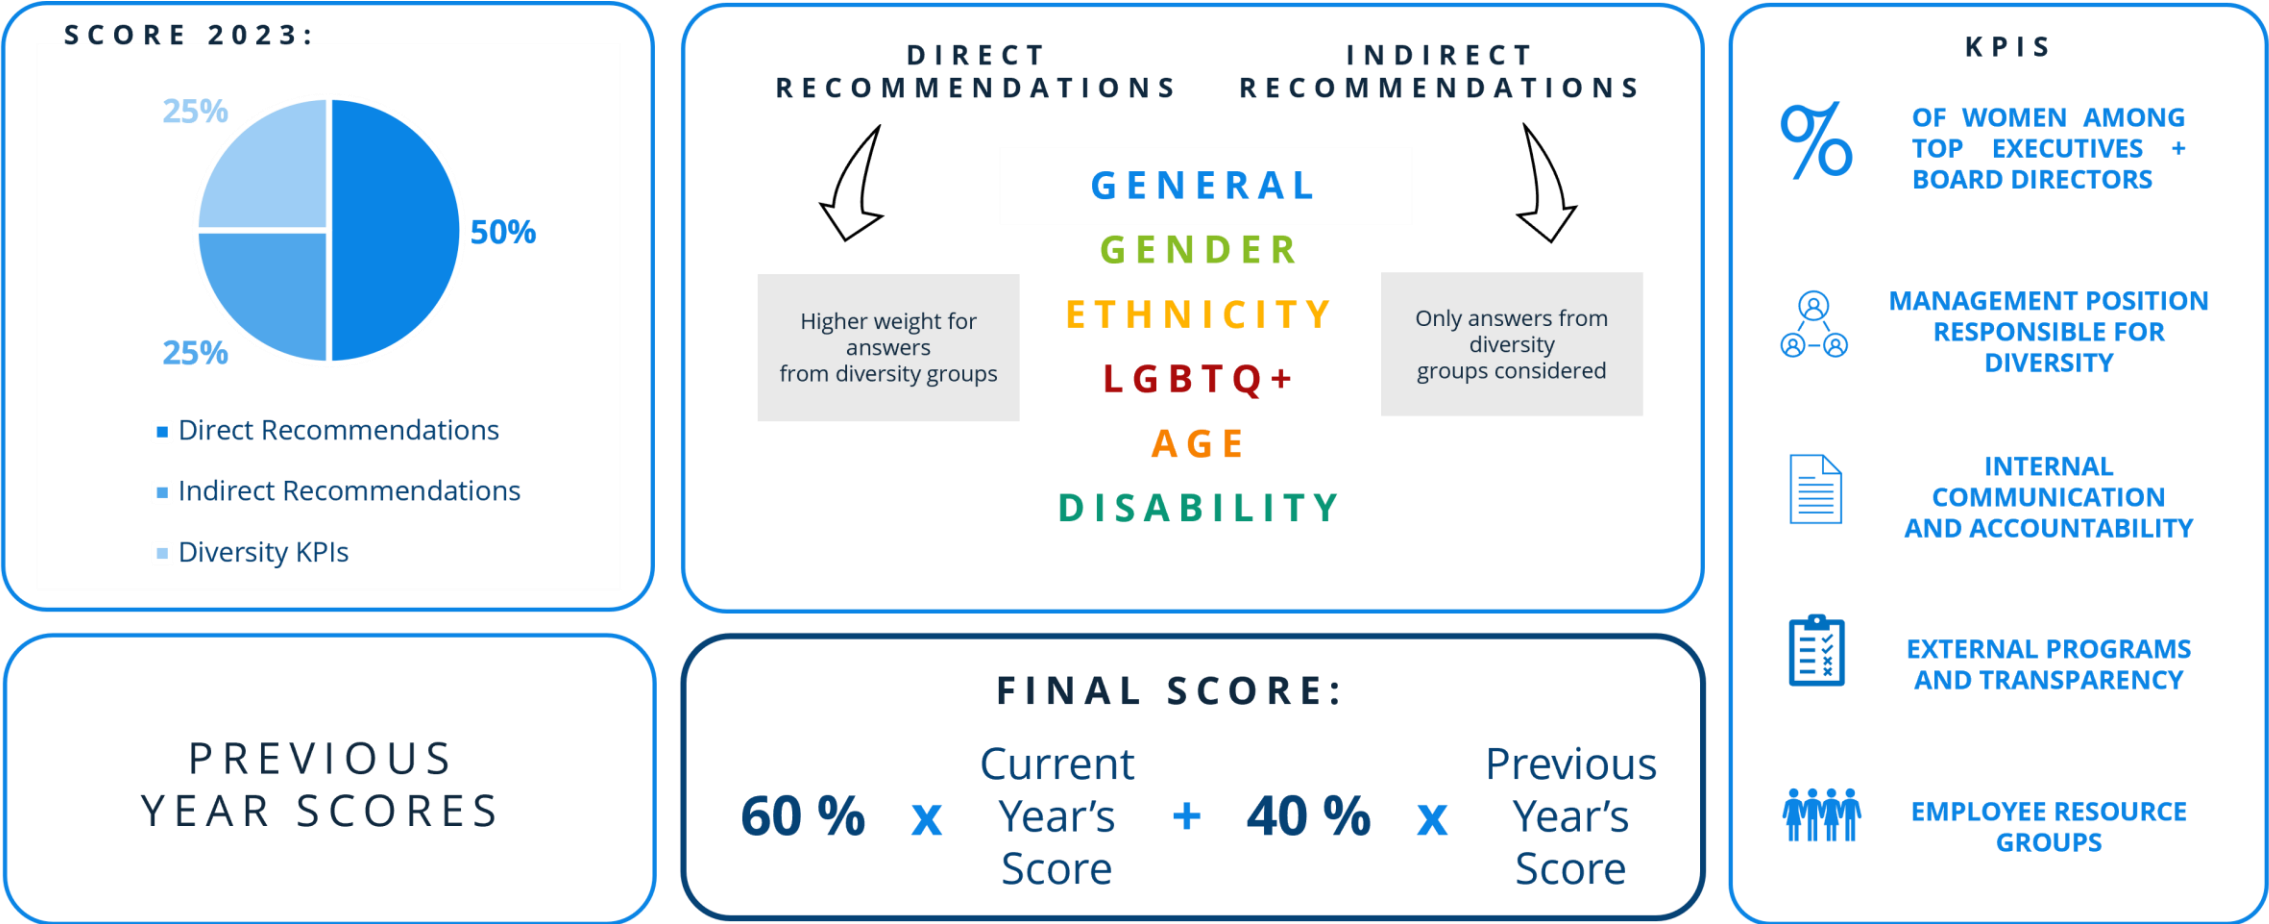 SCORE 2023:
25%
50%
25%
Direct Recommendations
Indirect Recommendations
Diversity KPIs
DIRECT
RECOMMENDATIONS
INDIRECT
RECOMMENDATIONS
Higher weight for
answers
from diversity groups
GENERAL
GENDER
ETHNICITY
LGBTQ+
AGE
DISABILITY
Only answers from
diversity
groups considered
KPIS
%
OF WOMEN AMONG
TOP EXECUTIVES +
BOARD DIRECTORS
MANAGEMENT POSITION
RESPONSIBLE FOR
DIVERSITY
INTERNAL
COMMUNICATION
AND ACCOUNTABILITY
EXTERNAL PROGRAMS
AND TRANSPARENCY
EMPLOYEE RESOURCE
GROUPS
PREVIOUS
YEAR SCORES
FINAL SCORE:
60 % x
Current
Year’s
Score
+ 40 % x
Previous
Year’s
Score